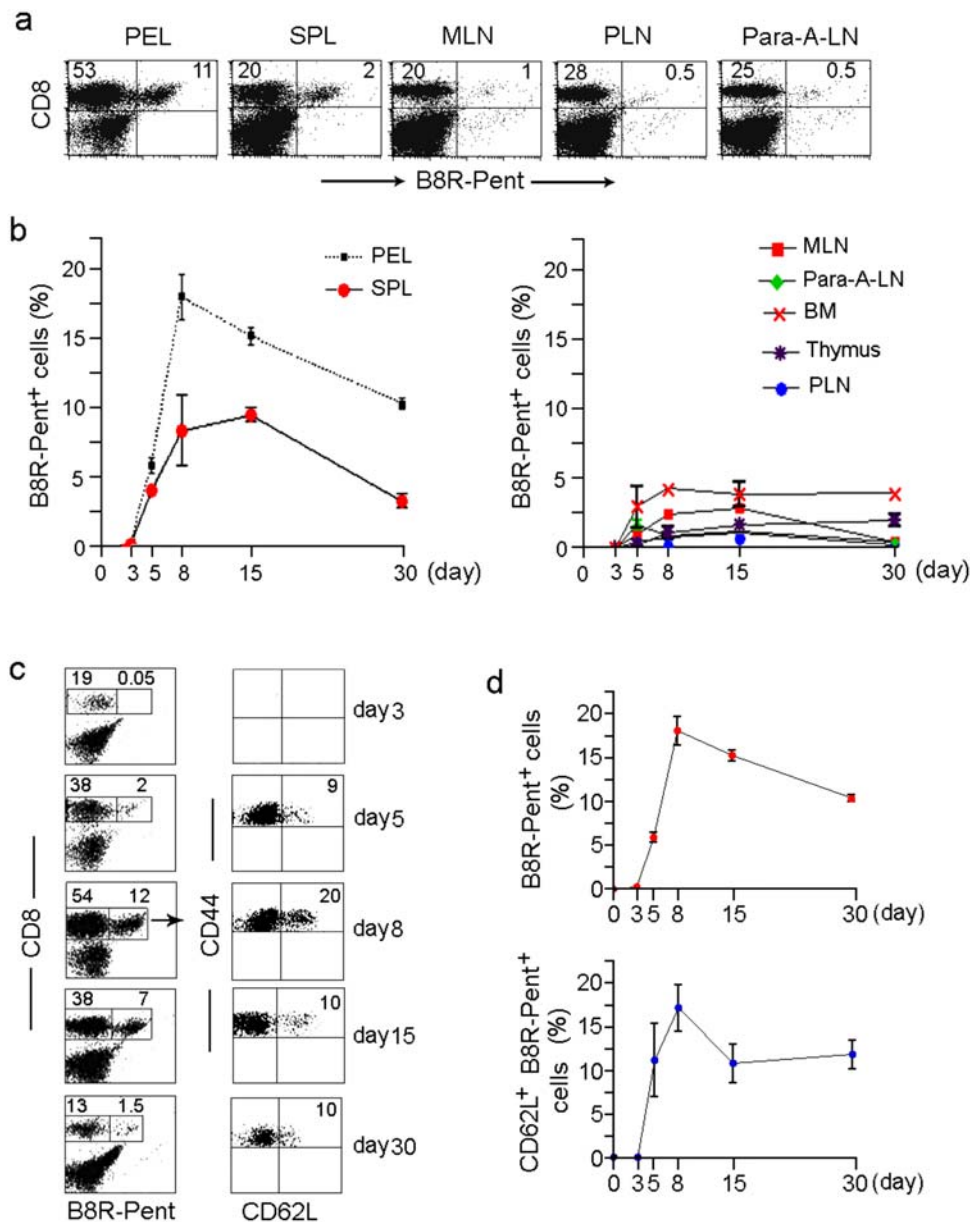 a
PEL SPL MLN PLN Para-A-LN
53 11 20 2 20 1 28 0.5 25 0.5
CD8
B8R-Pent
b
B8R-Pent+ cells (%)
20
15
10
5
0
PEL
SPL
0 3 5 8 15 30 (day)
B8R-Pent+ cells (%)
20
15
10
5
0
MLN
Para-A-LN
BM
Thymus
PLN
0 3 5 8 15 30 (day)
c
19 0.05
day3
38 2 9
day5
54 12 20
day8
38 7 10
day15
13 1.5 10
day30
CD8
CD44
B8R-Pent CD62L
d
B8R-Pent+ cells
(%)
20
15
10
5
0
0 3 5 8 15 30 (day)
CD62L+ B8R-Pent+
cells (%)
20
15
10
5
0
0 3 5 8 15 30 (day)